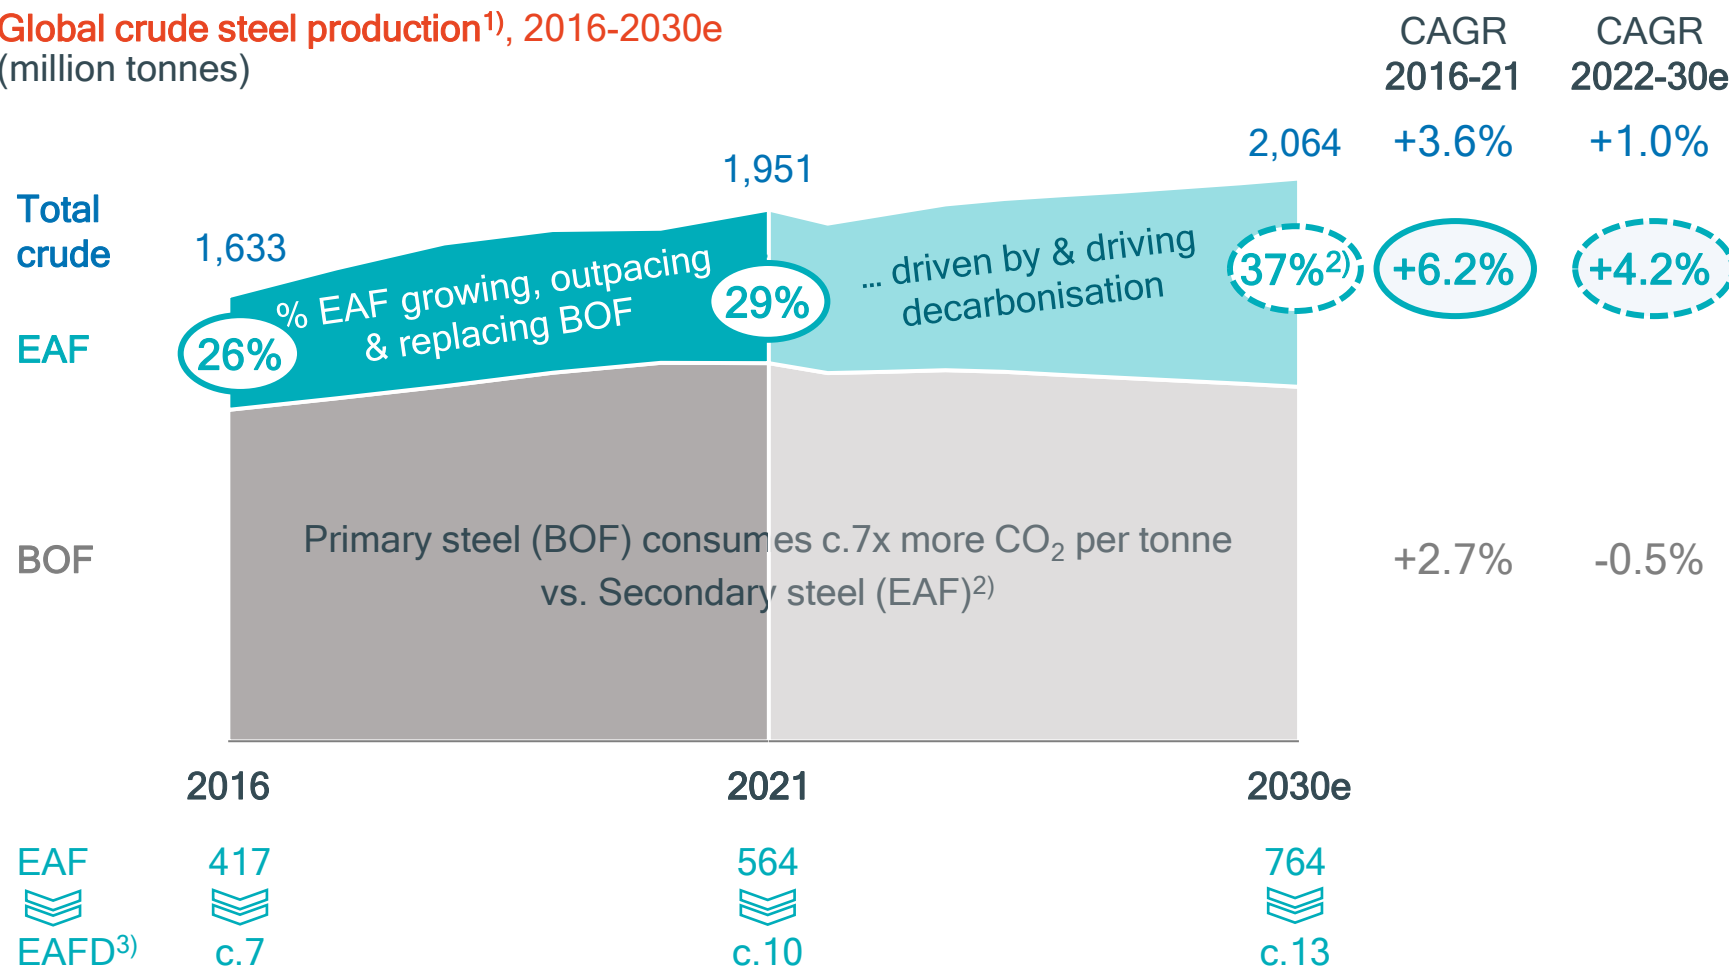 Global crude steel production1), 2016-2030e
(million tonnes)
CAGR
2016-21
CAGR
2022-30e
1,633
1,951
2,064
+3.6%
+1.0%
Total
crude
% EAF growing, outpacing
& replacing BOF
... driven by & driving
decarbonisation
26%
29%
37%2)
+6.2%
+4.2%
EAF
BOF
Primary steel (BOF) consumes c.7x more CO2 per tonne
vs. Secondary steel (EAF)2)
+2.7%
-0.5%
2016
2021
2030e
EAF
417
564
764
EAFD3)
c.7
c.10
c.13